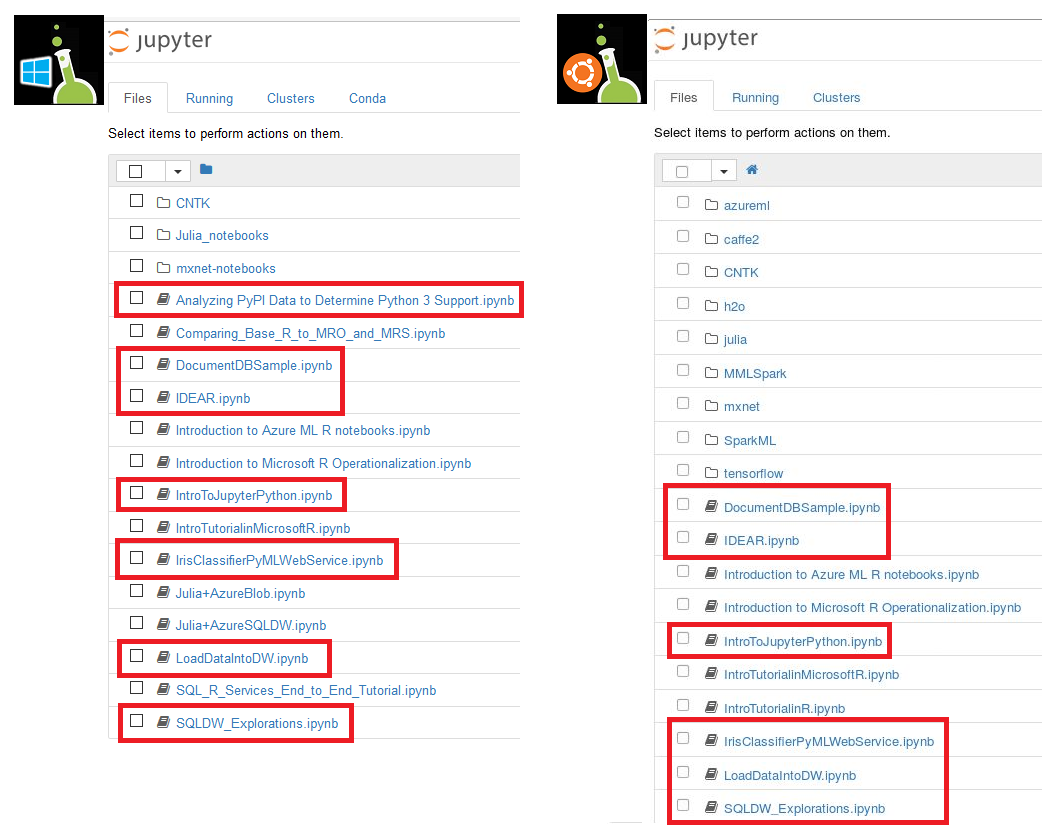 jupyter
Files Running Clusters Conda
Select items to perform actions on them.
CNTK
Julia_notebooks
mxnet-notebooks
Analyzing PyPI Data to Determine Python 3 Support.ipynb
Comparing_Base_R_to_MRO_and_MRS.ipynb
DocumentDBSample.ipynb
IDEAR.ipynb
Introduction to Azure ML R notebooks.ipynb
Introduction to Microsoft R Operationalization.ipynb
IntroToJupyterPython.ipynb
IntroTutorialinMicrosoftR.ipynb
IrisClassifierPyMLWebService.ipynb
Julia+AzureBlob.ipynb
Julia+AzureSQLDW.ipynb
LoadDataIntoDW.ipynb
SQL_R_Services_End_to_End_Tutorial.ipynb
SQLDW_Explorations.ipynb
jupyter
Files Running Clusters
Select items to perform actions on them.
azureml
caffe2
CNTK
h2o
julia
MMLSpark
mxnet
SparkML
tensorflow
DocumentDBSample.ipynb
IDEAR.ipynb
Introduction to Azure ML R notebooks.ipynb
Introduction to Microsoft R Operationalization.ipynb
IntroToJupyterPython.ipynb
IntroTutorialinMicrosoftR.ipynb
IntroTutorialinR.ipynb
IrisClassifierPyMLWebService.ipynb
LoadDataIntoDW.ipynb
SQLDW_Explorations.ipynb